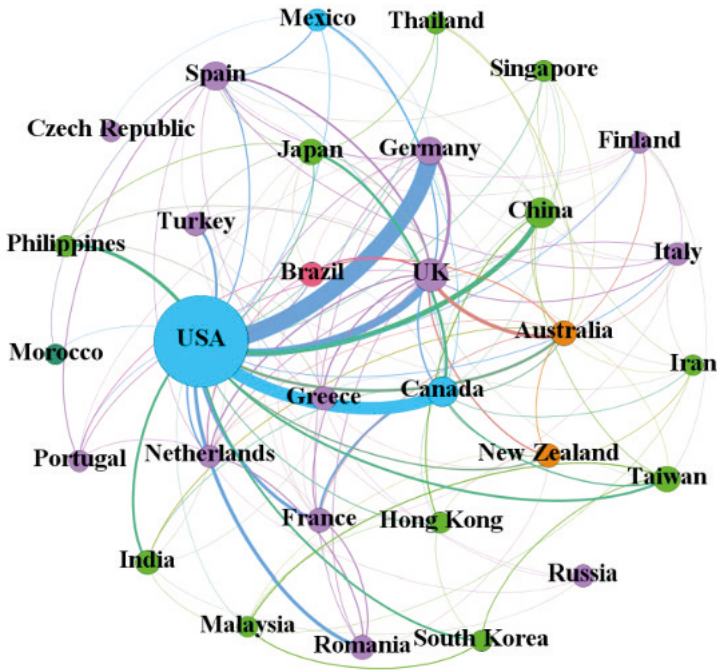 Mexico
Thailand
Spain
Singapore
Czech Republic
Japan
Germany
Finland
Turkey
China
Philippines
Brazil
UK
Italy
USA
Australia
Morocco
Iran
Greece
Canada
Portugal
Netherlands
New Zealand
Taiwan
France
Hong Kong
India
Russia
Malaysia
Romania
South Korea